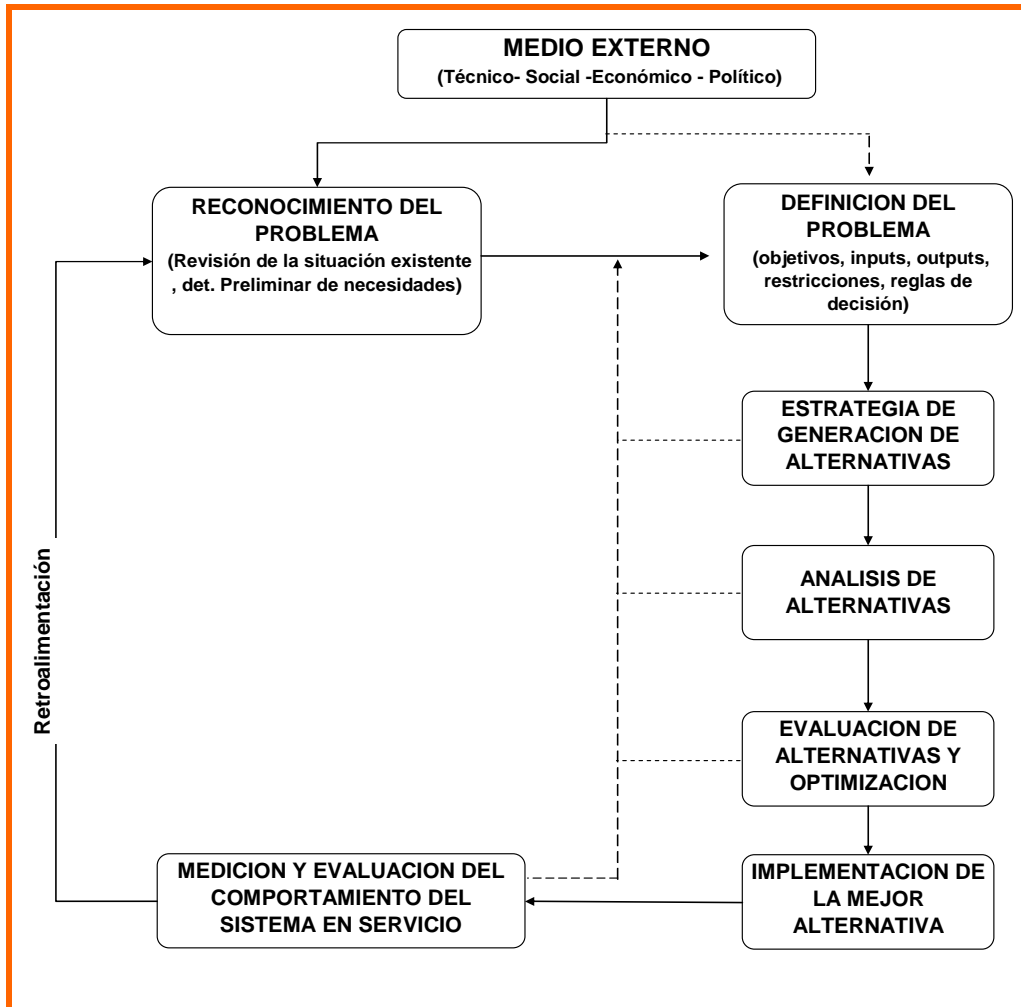 MEDIO EXTERNO
(Técnico- Social -Económico - Político)
RECONOCIMIENTO DEL
PROBLEMA
(Revisión de la situación existente
, det. Preliminar de necesidades)
DEFINICION DEL
PROBLEMA
(objetivos, inputs, outputs,
restricciones, reglas de
decisión)
ESTRATEGIA DE
GENERACION DE
ALTERNATIVAS
ANALISIS DE
ALTERNATIVAS
Retroalimentación
EVALUACION DE
ALTERNATIVAS Y
OPTIMIZACION
MEDICION Y EVALUACION DEL
COMPORTAMIENTO DEL
SISTEMA EN SERVICIO
IMPLEMENTACION DE
LA MEJOR
ALTERNATIVA